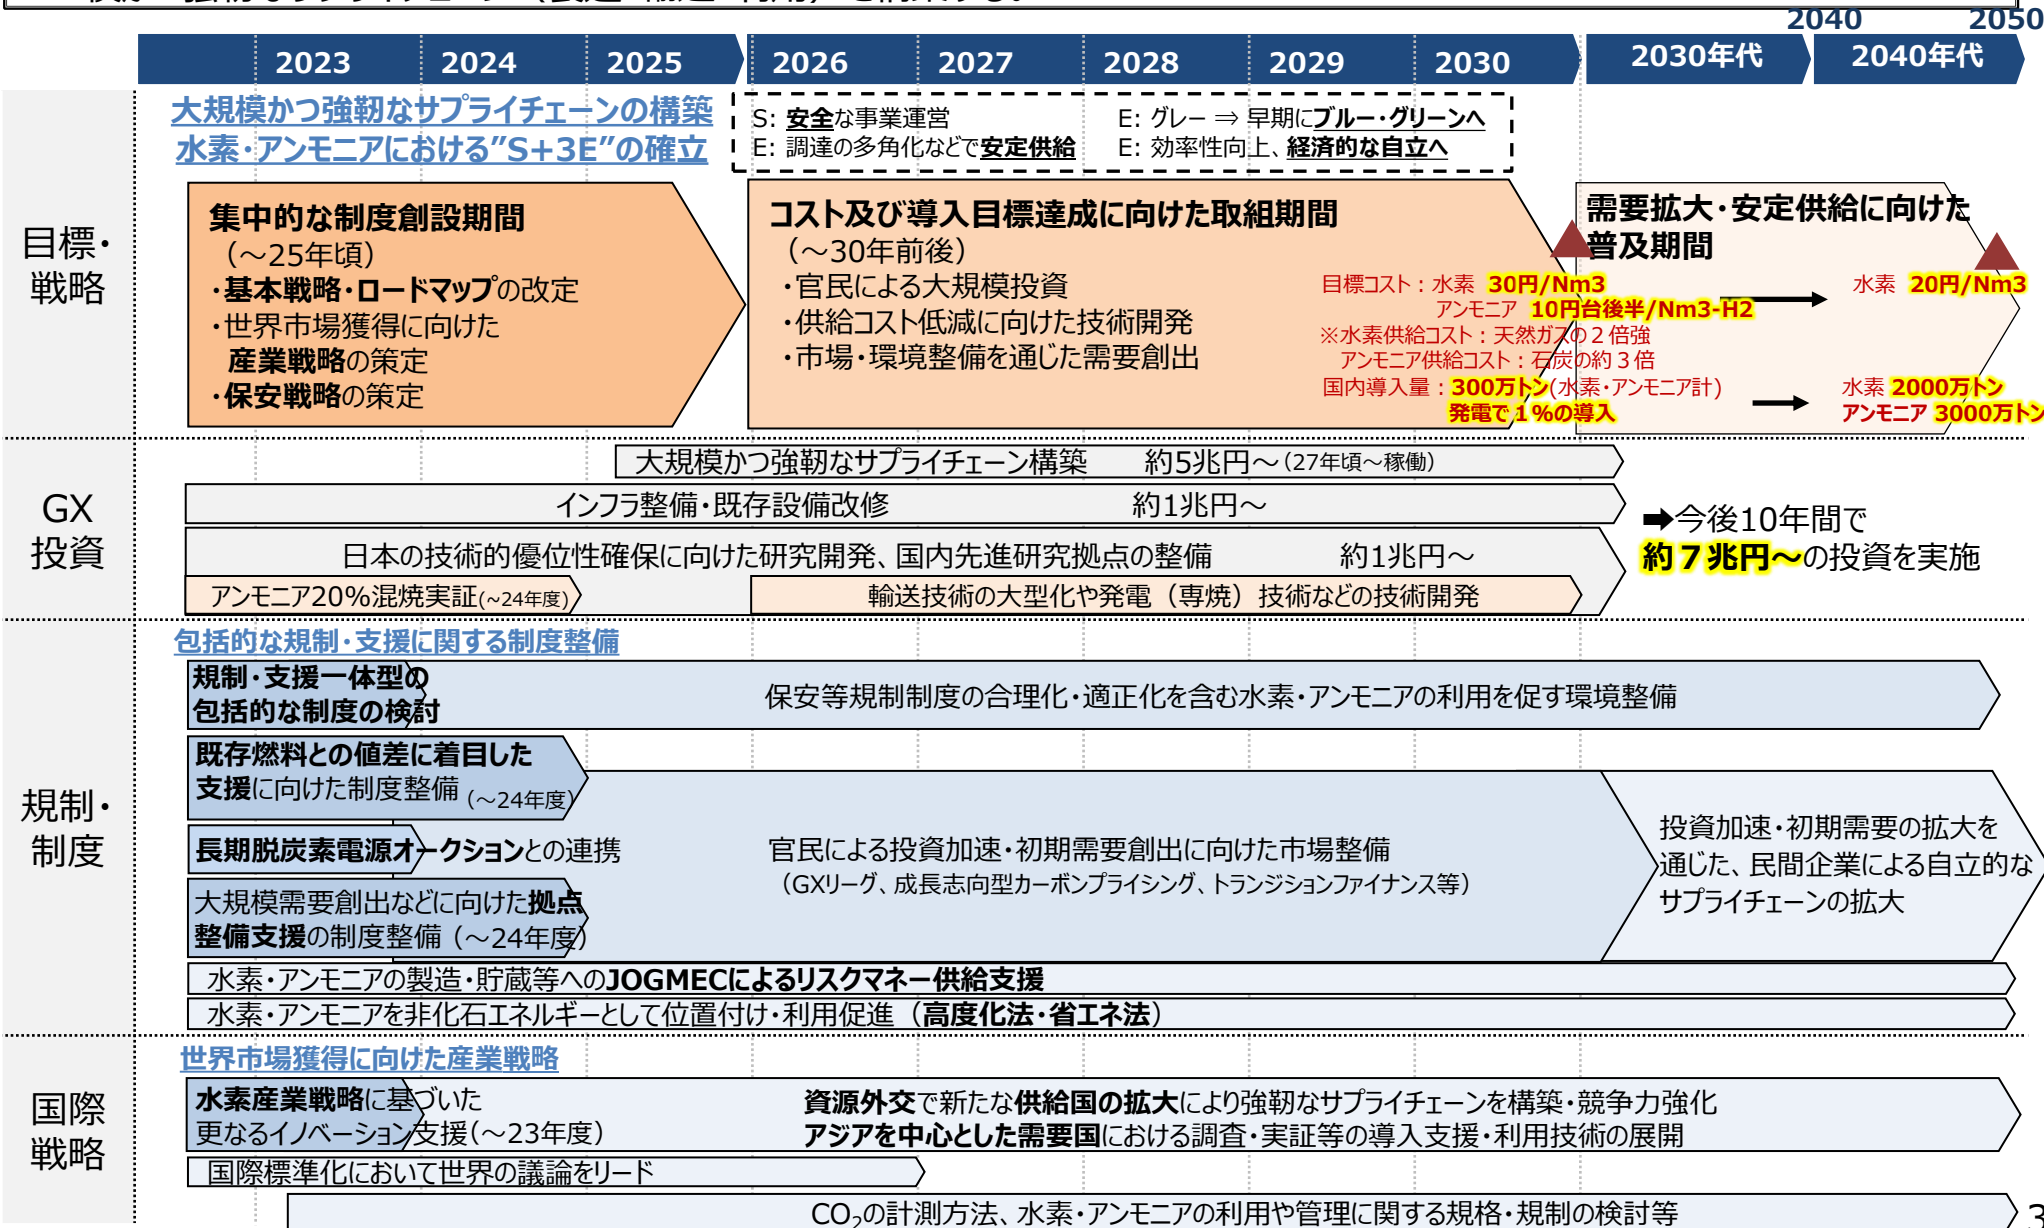 2040 2050
2023 2024 2025 2026 2027 2028 2029 2030 2030年代 2040年代
目標・
戦略
大規模かつ強靭なサプライチェーンの構築
水素・アンモニアにおける”S+3E”の確立
S: 安全な事業運営
E: 調達の多角化などで安定供給
E: グレー ⇒ 早期にブルー・グリーンへ
E: 効率性向上、経済的な自立へ
集中的な制度創設期間
（～25年頃）
・基本戦略・ロードマップの改定
・世界市場獲得に向けた
産業戦略の策定
・保安戦略の策定
コスト及び導入目標達成に向けた取組期間
（～30年前後）
・官民による大規模投資
・供給コスト低減に向けた技術開発
・市場・環境整備を通じた需要創出
需要拡大・安定供給に向けた
普及期間
目標コスト：水素 30円/Nm3
アンモニア 10円台後半/Nm3-H2
※水素供給コスト：天然ガスの２倍強
アンモニア供給コスト：石炭の約３倍
国内導入量：300万トン(水素・アンモニア計)
発電で１%の導入
水素 20円/Nm3
水素 2000万トン
アンモニア 3000万トン
GX
投資
大規模かつ強靭なサプライチェーン構築 約5兆円～（27年頃～稼働）
インフラ整備・既存設備改修 約1兆円～
日本の技術的優位性確保に向けた研究開発、国内先進研究拠点の整備 約1兆円～
アンモニア20%混焼実証(~24年度)
輸送技術の大型化や発電（専焼）技術などの技術開発
➡今後10年間で
約７兆円～の投資を実施
規制・
制度
包括的な規制・支援に関する制度整備
規制・支援一体型の
包括的な制度の検討
保安等規制制度の合理化・適正化を含む水素・アンモニアの利用を促す環境整備
既存燃料との値差に着目した
支援に向けた制度整備（～24年度）
長期脱炭素電源オークションとの連携
大規模需要創出などに向けた拠点
整備支援の制度整備（～24年度）
官民による投資加速・初期需要創出に向けた市場整備
（GXリーグ、成長志向型カーボンプライシング、トランジションファイナンス等）
投資加速・初期需要の拡大を
通じた、民間企業による自立的な
サプライチェーンの拡大
水素・アンモニアの製造・貯蔵等へのJOGMECによるリスクマネー供給支援
水素・アンモニアを非化石エネルギーとして位置付け・利用促進（高度化法・省エネ法）
国際
戦略
世界市場獲得に向けた産業戦略
水素産業戦略に基づいた
更なるイノベーション支援（～23年度）
資源外交で新たな供給国の拡大により強靭なサプライチェーンを構築・競争力強化
アジアを中心とした需要国における調査・実証等の導入支援・利用技術の展開
国際標準化において世界の議論をリード
CO₂の計測方法、水素・アンモニアの利用や管理に関する規格・規制の検討等